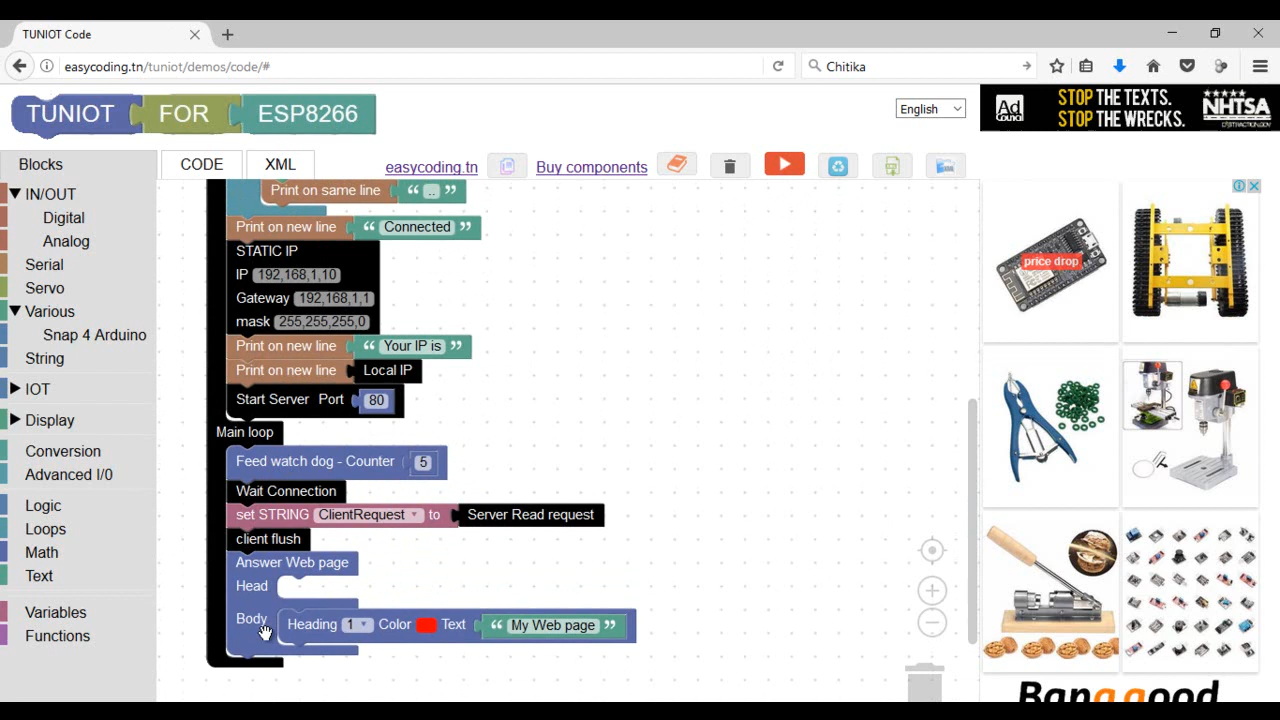 TUNIOT Code
easycoding.tn/tuniot/demos/code/#
Chitika
TUNIOT FOR ESP8266
English
Ad Council
STOP THE TEXTS.
STOP THE WRECKS.
NHTSA
Blocks
CODE XML easycoding.tn Buy components
IN/OUT
Digital
Analog
Serial
Servo
Various
Snap 4 Arduino
String
IOT
Display
Conversion
Advanced I/0
Logic
Loops
Math
Text
Variables
Functions
Print on same line “ .. ”
Print on new line “ Connected ”
STATIC IP
IP 192,168,1,10
Gateway 192,168,1,1
mask 255,255,255,0
Print on new line “ Your IP is ”
Print on new line Local IP
Start Server Port 80
Main loop
Feed watch dog - Counter 5
Wait Connection
set STRING ClientRequest to Server Read request
client flush
Answer Web page
Head
Body Heading 1 Color Text “ My Web page ”
price drop